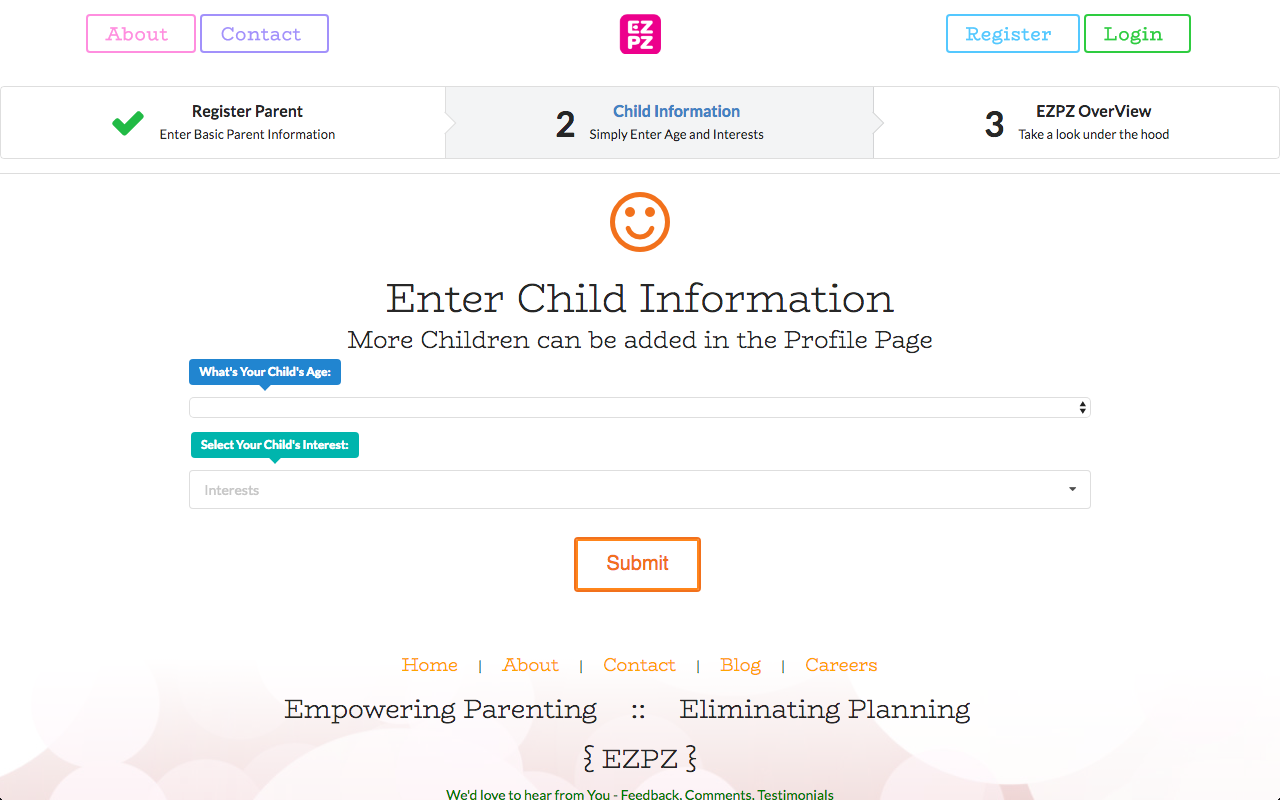 About Contact EZ PZ Register Login
Register Parent
Enter Basic Parent Information
2 Child Information
Simply Enter Age and Interests
3 EZPZ OverView
Take a look under the hood
Enter Child Information
More Children can be added in the Profile Page
What's Your Child's Age:
Select Your Child's Interest:
Interests
Submit
Home | About | Contact | Blog | Careers
Empowering Parenting :: Eliminating Planning
{ EZPZ }
We'd love to hear from You - Feedback, Comments, Testimonials